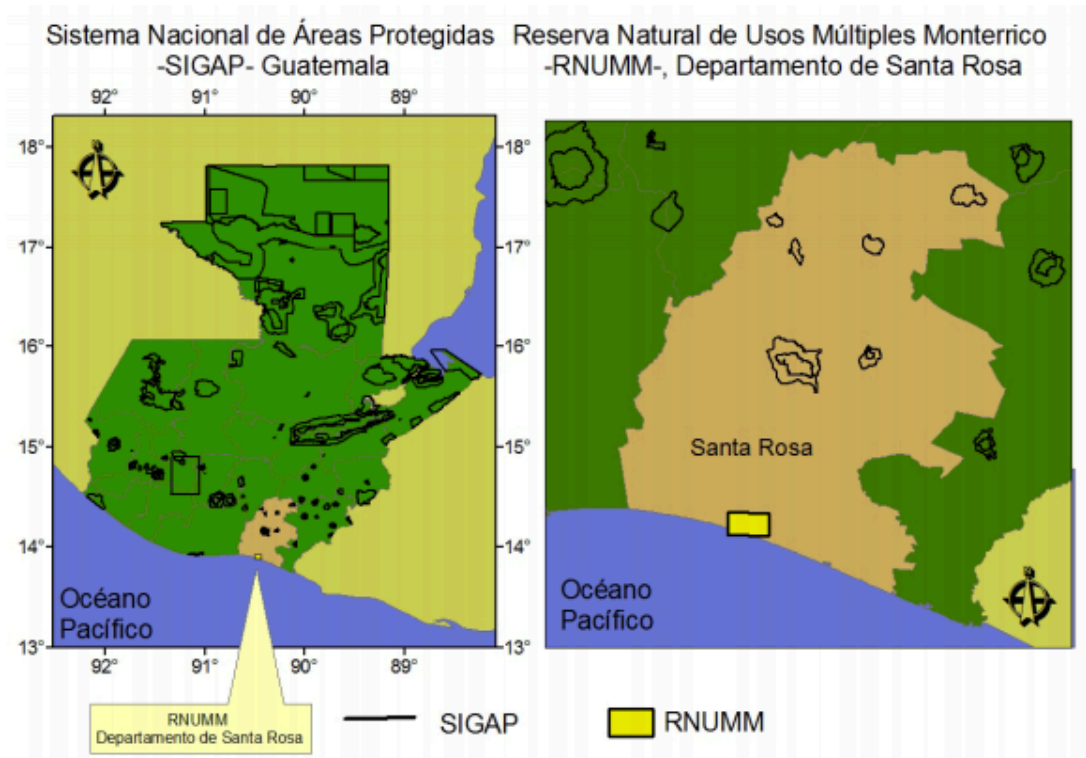 Sistema Nacional de Áreas Protegidas
-SIGAP- Guatemala
Reserva Natural de Usos Múltiples Monterrico
-RNUMM-, Departamento de Santa Rosa
92° 91° 90° 89°
18° 18°
17° 17°
16° 16°
15° 15°
14° 14°
13° 13°
Océano
Pacífico
92° 91° 90° 89°
Santa Rosa
Océano
Pacífico
RNUMM
Departamento de Santa Rosa
SIGAP
RNUMM